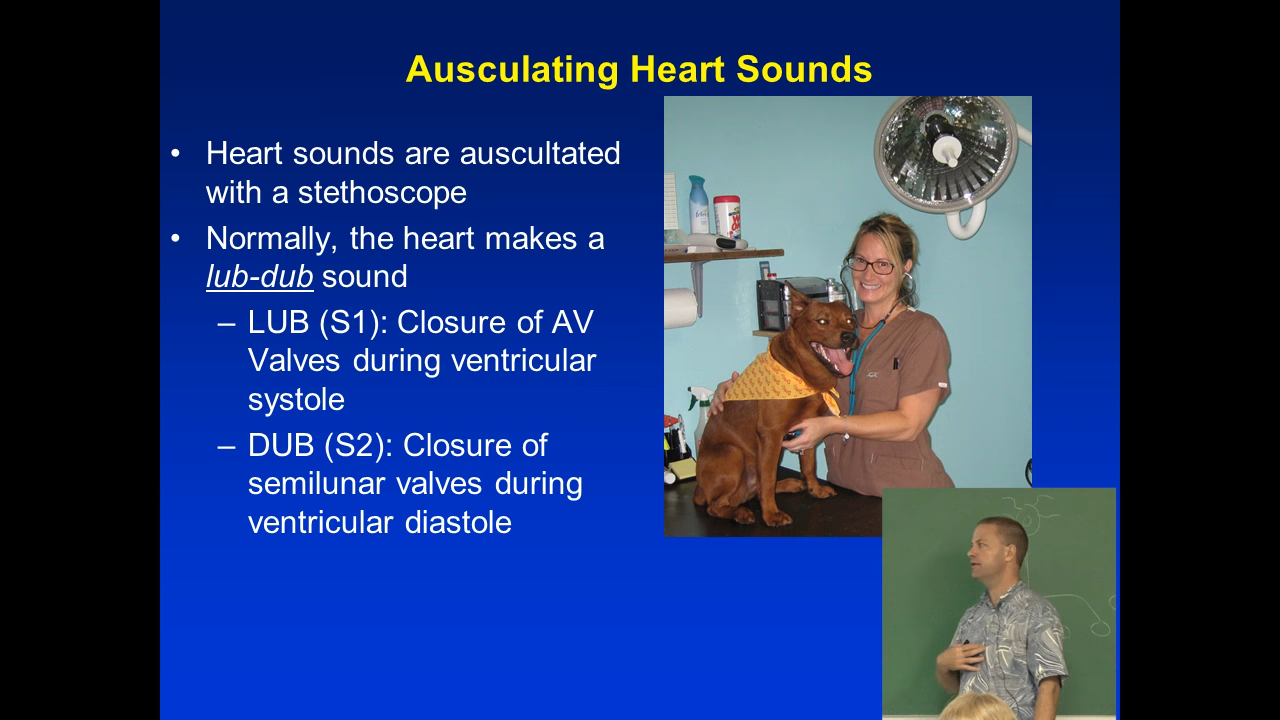 Ausculating Heart Sounds
• Heart sounds are auscultated
with a stethoscope
• Normally, the heart makes a
lub-dub sound
– LUB (S1): Closure of AV
Valves during ventricular
systole
– DUB (S2): Closure of
semilunar valves during
ventricular diastole